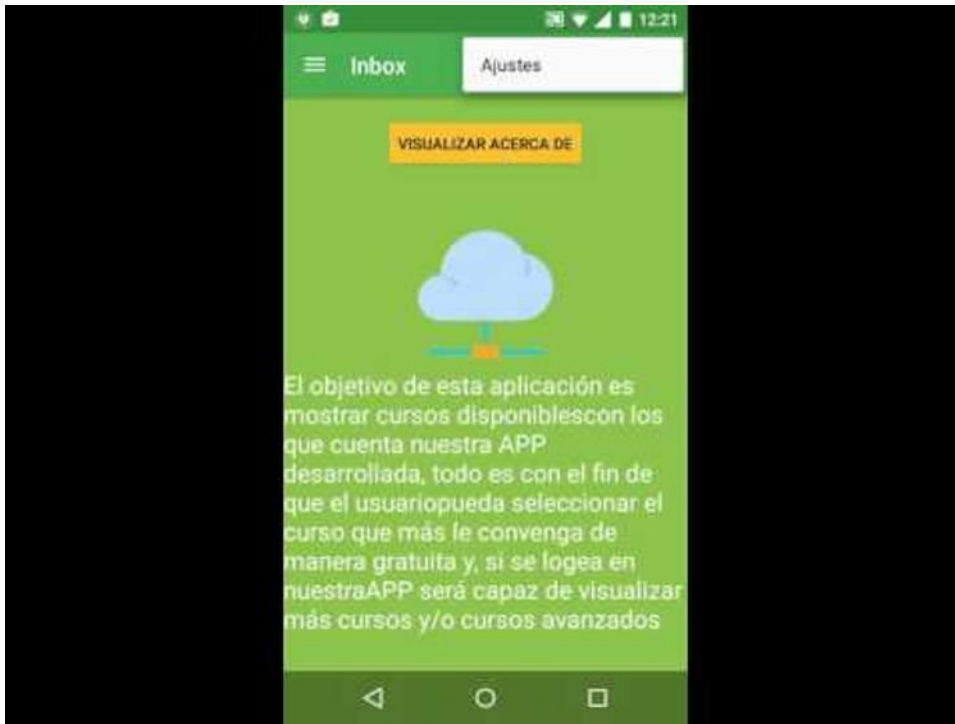 12:21
Inbox
Ajustes
VISUALIZAR ACERCA DE
El objetivo de esta aplicación es
mostrar cursos disponiblescon los
que cuenta nuestra APP
desarrollada, todo es con el fin de
que el usuariopueda seleccionar el
curso que más le convenga de
manera gratuita y, si se logea en
nuestraAPP será capaz de visualizar
más cursos y/o cursos avanzados